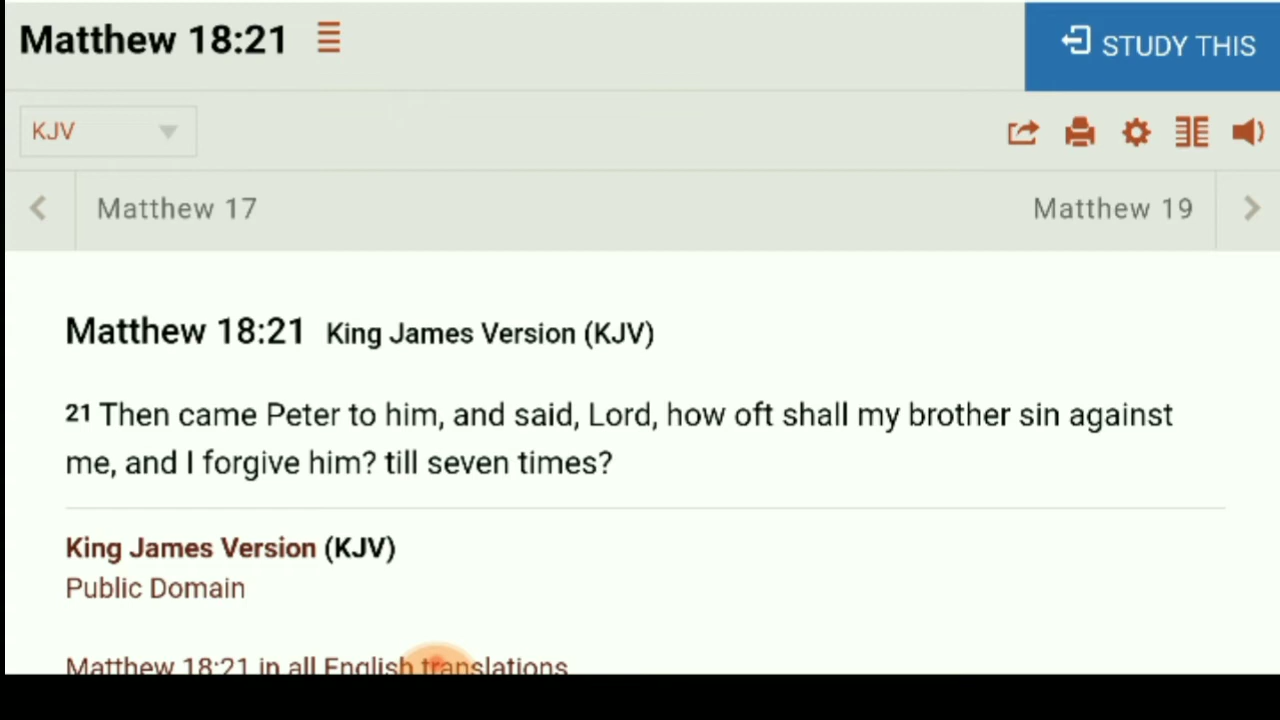 Matthew 18:21
STUDY THIS
KJV
Matthew 17
Matthew 19
Matthew 18:21 King James Version (KJV)
21 Then came Peter to him, and said, Lord, how oft shall my brother sin against
me, and I forgive him? till seven times?
King James Version (KJV)
Public Domain
Matthew 18:21 in all English translations